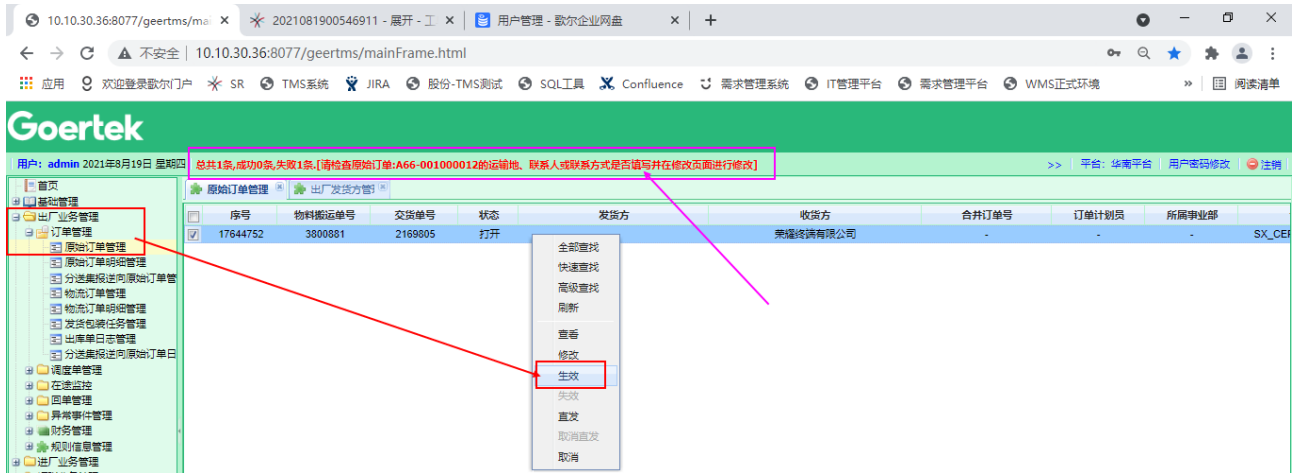 10.10.30.36:8077/geertms/ma
2021081900546911 - 展开 - 工
用户管理 - 歌尔企业网盘
不安全 | 10.10.30.36:8077/geertms/mainFrame.html
应用 欢迎登录歌尔门户 SR TMS系统 JIRA 股份-TMS测试 SQL工具 Confluence 需求管理系统 IT管理平台 需求管理平台 WMS正式环境 » 阅读清单
Goertek
用户: admin 2021年8月19日 星期四 总共1条,成功0条,失败1条.[请检查原始订单:A66-001000012的运输地、联系人或联系方式是否填写并在修改页面进行修改] >> 平台: 华南平台 用户密码修改 注销
首页
基础管理
出厂业务管理
订单管理
原始订单管理
原始订单明细管理
分送集报逆向原始订单管
物流订单管理
物流订单明细管理
发货包装任务管理
出库单日志管理
分送集报逆向原始订单日
调度单管理
在途监控
回单管理
异常事件管理
财务管理
规则信息管理
进厂业务管理
原始订单管理 出厂发货方管
序号 物料搬运单号 交货单号 状态 发货方 收货方 合并订单号 订单计划员 所属事业部
17644752 3800881 2169805 打开 荣耀终端有限公司 - - - SX_CEF
全部查找
快速查找
高级查找
刷新
查看
修改
生效
失效
直发
取消直发
取消